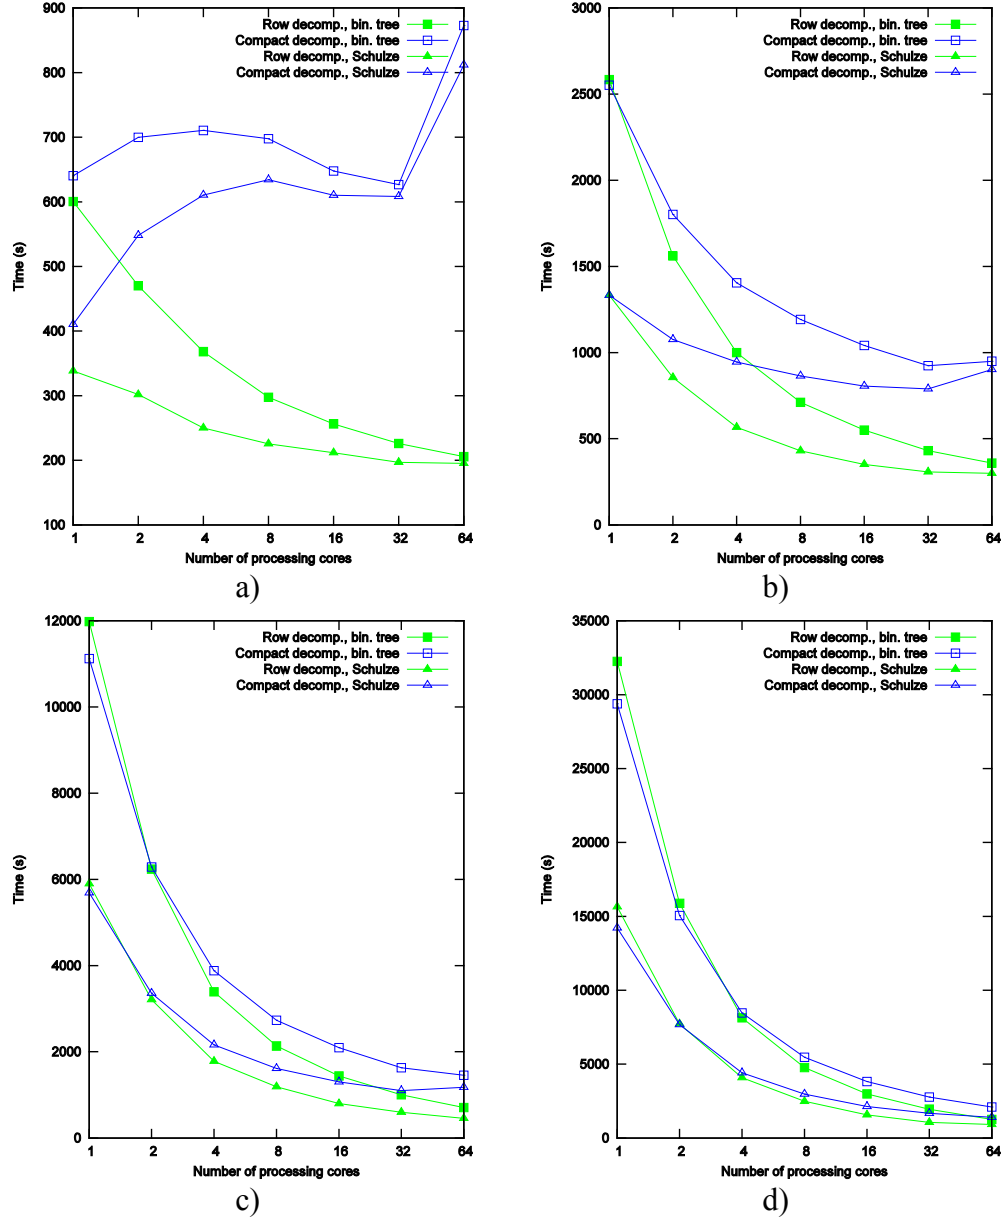 900
800
700
600
500
400
300
200
100
Time (s)
Row decomp., bin. tree
Compact decomp., bin. tree
Row decomp., Schulze
Compact decomp., Schulze
1 2 4 8 16 32 64
Number of processing cores
a)
3000
2500
2000
1500
1000
500
0
Time (s)
Row decomp., bin. tree
Compact decomp., bin. tree
Row decomp., Schulze
Compact decomp., Schulze
1 2 4 8 16 32 64
Number of processing cores
b)
12000
10000
8000
6000
4000
2000
0
Time (s)
Row decomp., bin. tree
Compact decomp., bin. tree
Row decomp., Schulze
Compact decomp., Schulze
1 2 4 8 16 32 64
Number of processing cores
c)
35000
30000
25000
20000
15000
10000
5000
0
Time (s)
Row decomp., bin. tree
Compact decomp., bin. tree
Row decomp., Schulze
Compact decomp., Schulze
1 2 4 8 16 32 64
Number of processing cores
d)